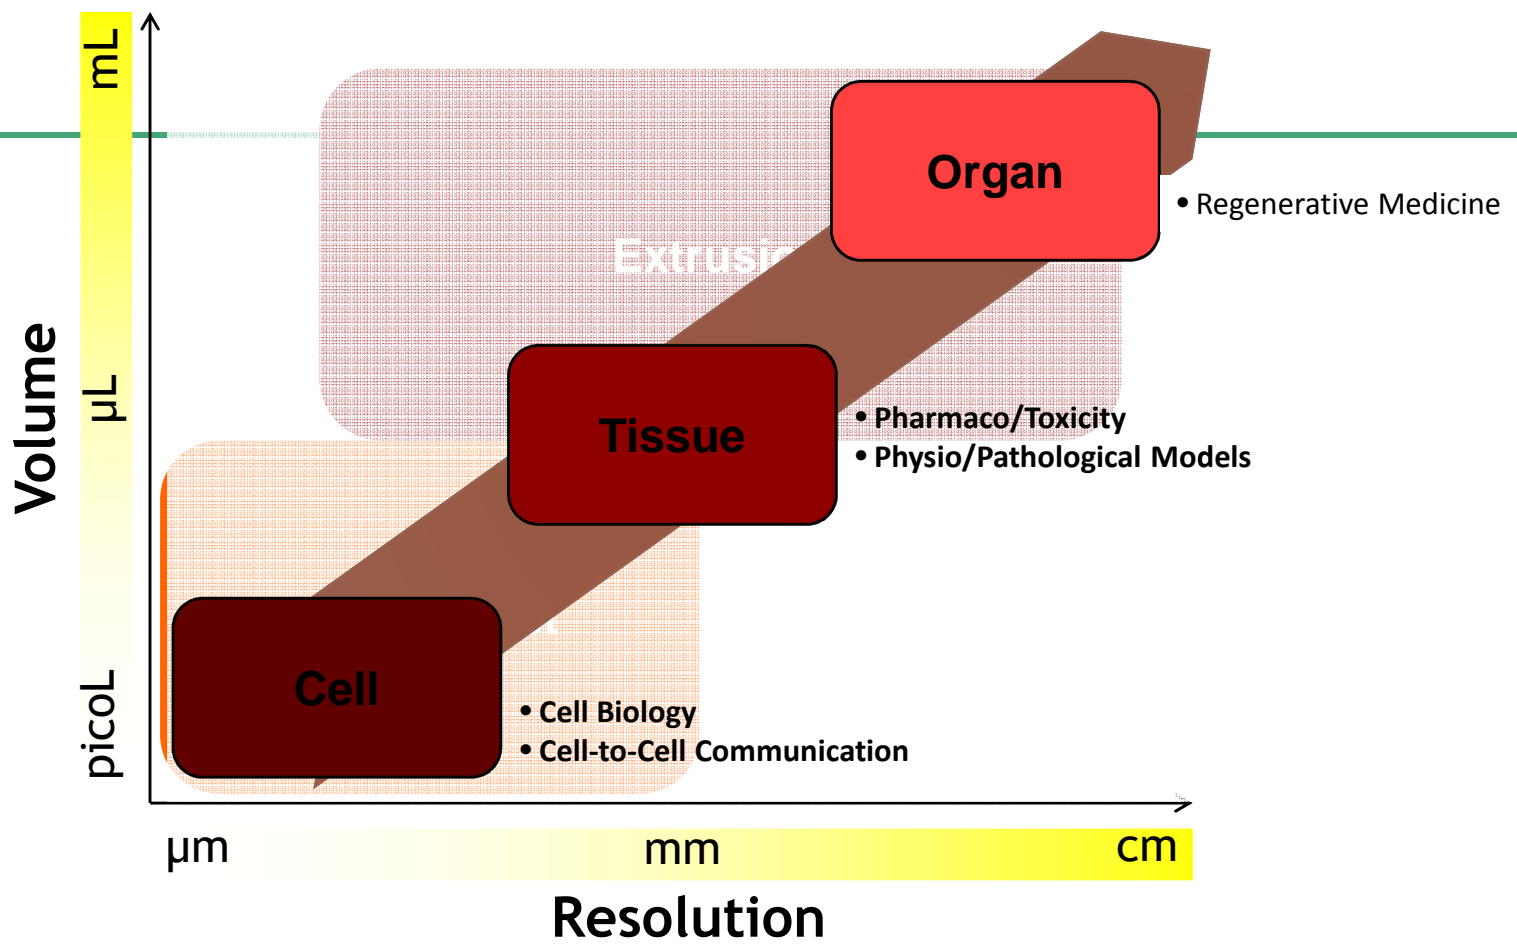 mL
Organ
• Regenerative Medicine
Volume
µL
Tissue
• Pharmaco/Toxicity
• Physio/Pathological Models
picoL
Cell
• Cell Biology
• Cell-to-Cell Communication
µm mm cm
Resolution